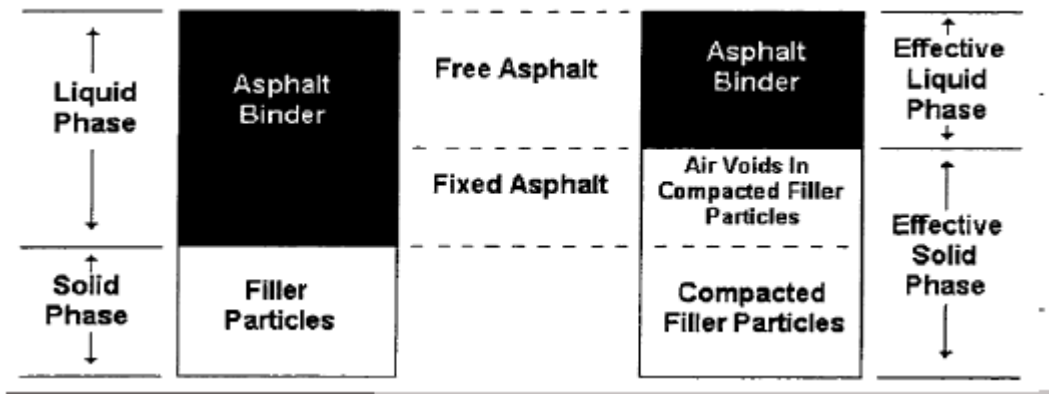 Liquid
Phase
Solid
Phase
Asphalt
Binder
Filler
Particles
Free Asphalt
Fixed Asphalt
Asphalt
Binder
Air Voids In
Compacted Filler
Particles
Compacted
Filler Particles
Effective
Liquid
Phase
Effective
Solid
Phase